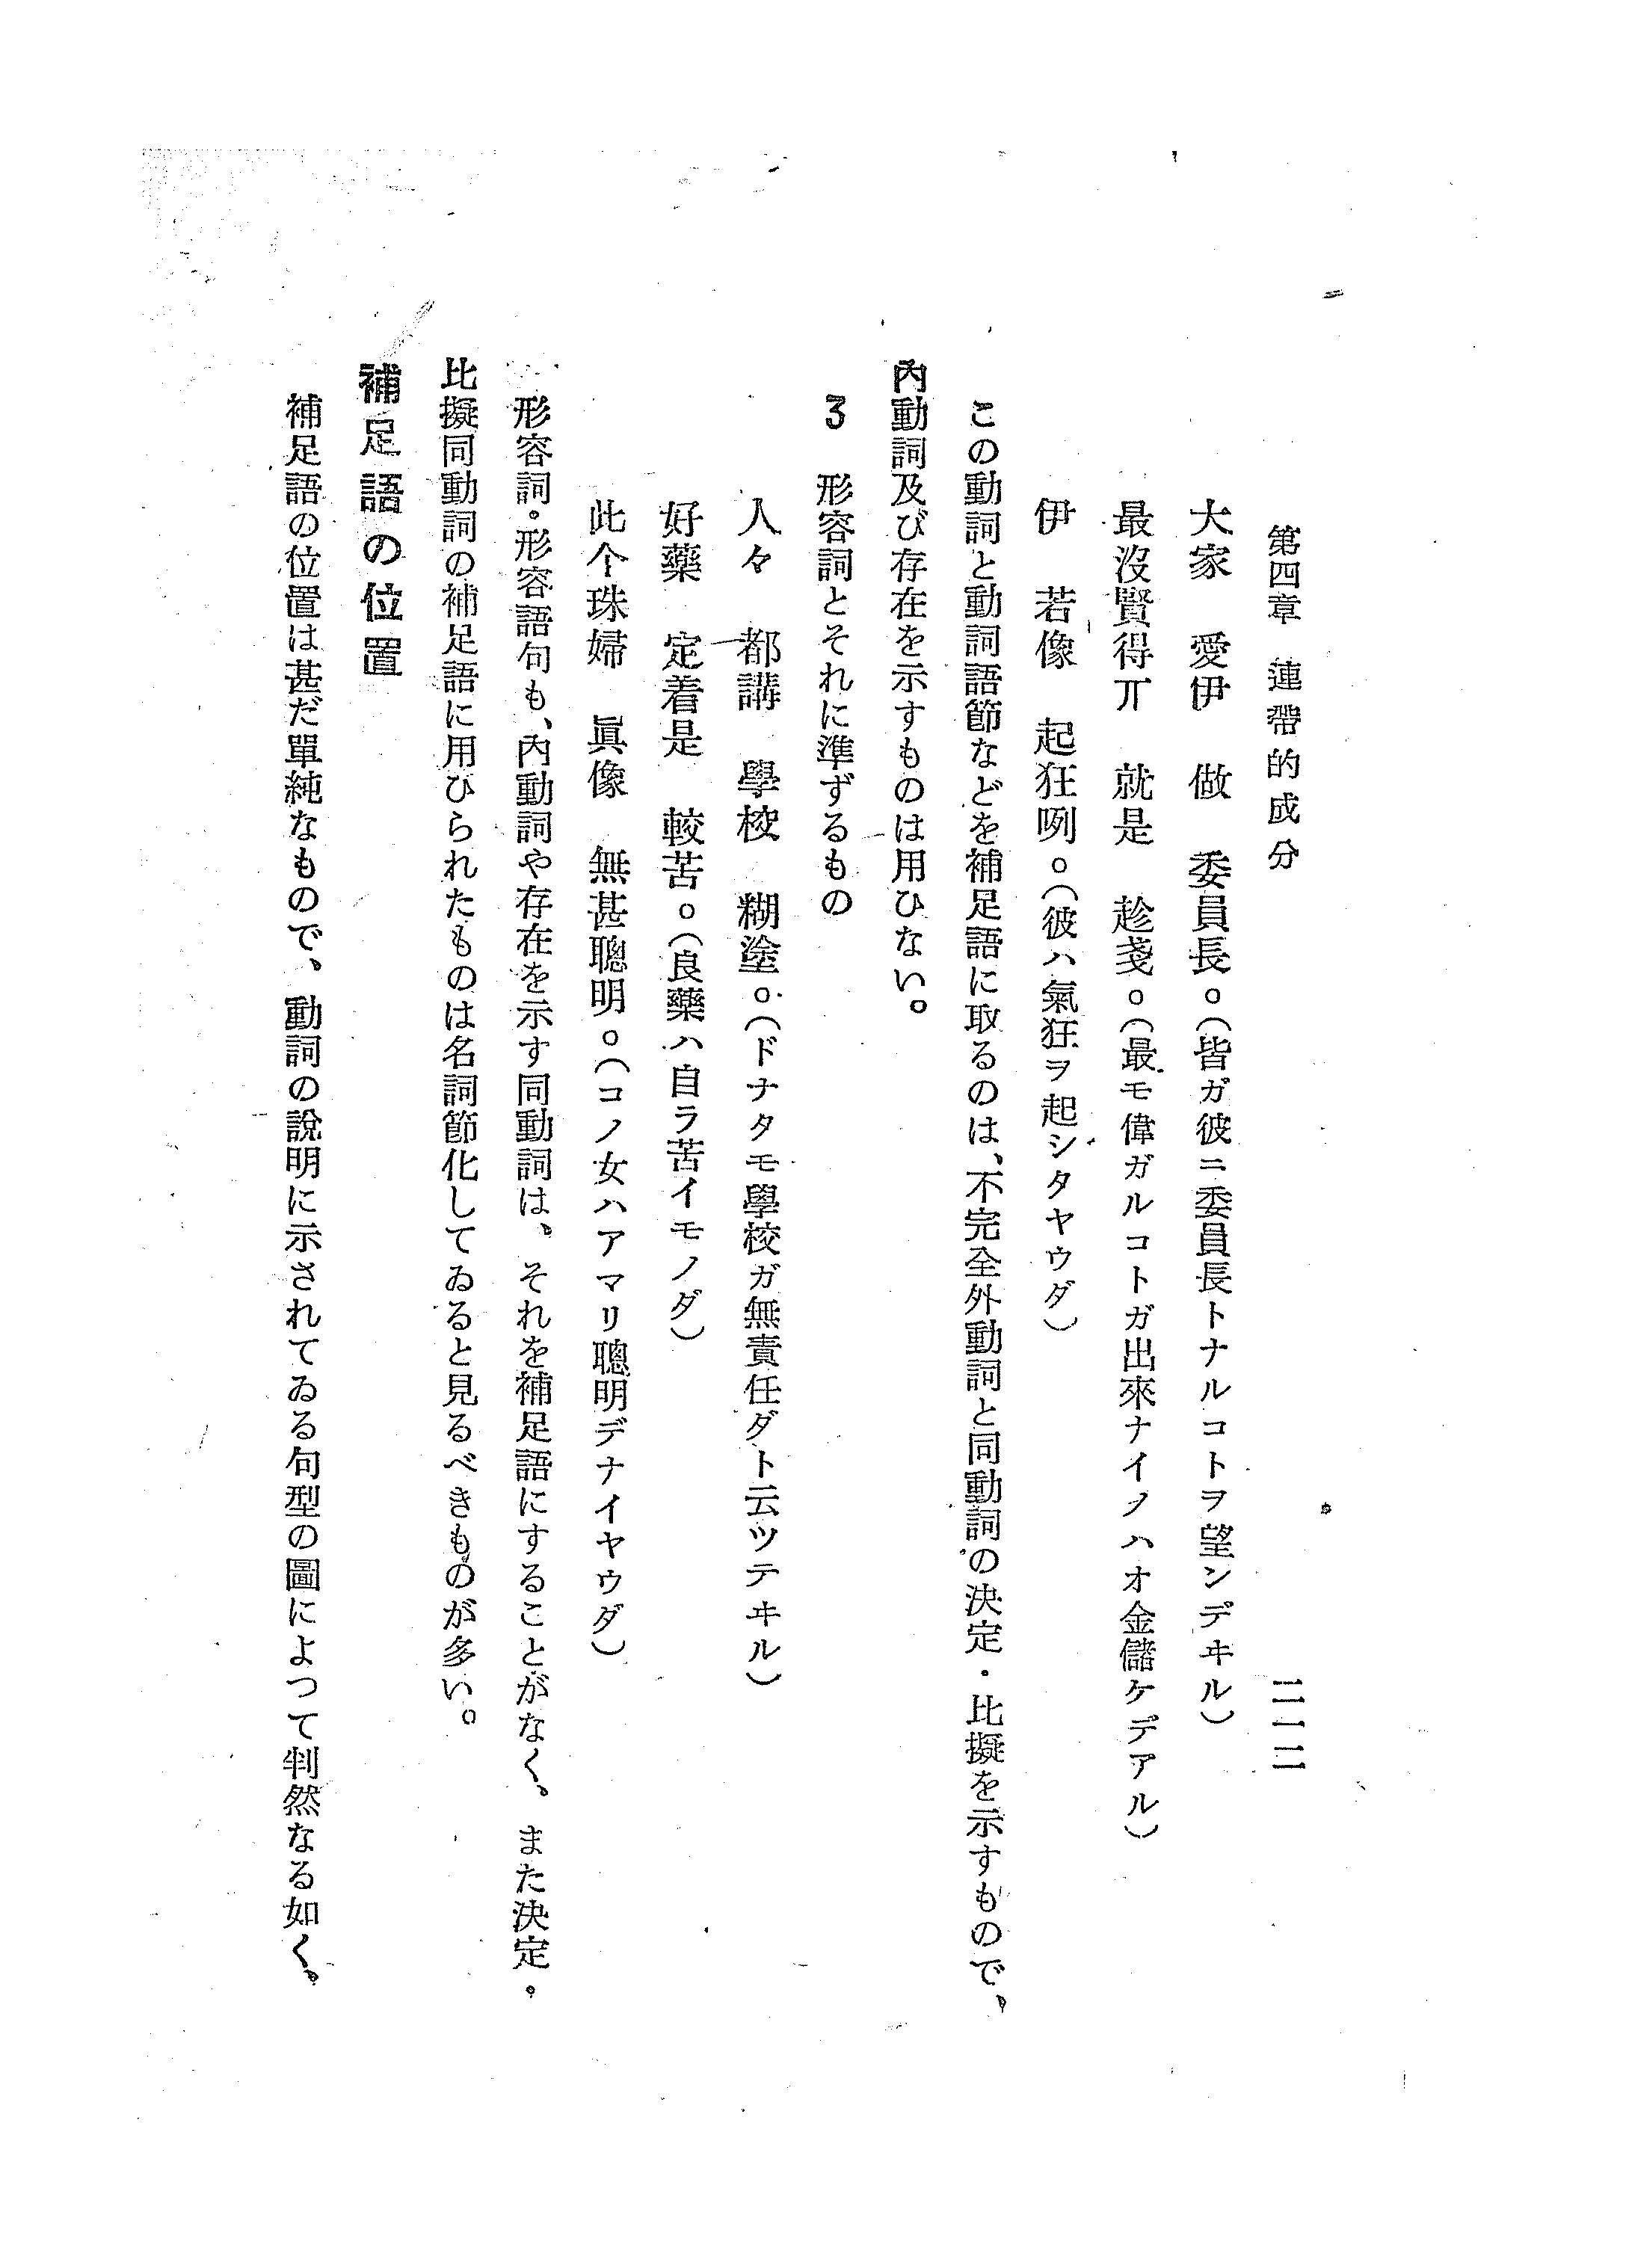 第四章　連帶的成分　二一二
大家　愛伊　做　委員長。（皆ガ彼ニ委員長トナルコトヲ望ンデヰル）
最沒賢得丌　就是　趁戔。（最モ偉ガルコトガ出來ナイノハオ金儲ケデアル）
伊　若像　起狂咧。（彼ハ氣狂ヲ起シタヤウダ）
この動詞と動詞語節などを補足語に取るのは、不完全外動詞と同動詞の決定・比擬を示すもので、
內動詞及び存在を示すものは用ひない。
3　形容詞とそれに準ずるもの
人々　都講　學校　糊塗。（ドナタモ學校ガ無責任ダト云ツテヰル）
好藥　定着是　較苦。（良藥ハ自ラ苦イモノダ）
此个珠婦　眞像　無甚聰明。（コノ女ハアマリ聰明デナイヤウダ）
形容詞。形容語句も、內動詞や存在を示す同動詞は、それを補足語にすることがなく、また決定。
比擬同動詞の補足語に用ひられたものは名詞節化してゐると見るべきものが多い。
補足語の位置
補足語の位置は甚だ單純なもので、動詞の說明に示されてゐる句型の圖によつて判然なる如く、